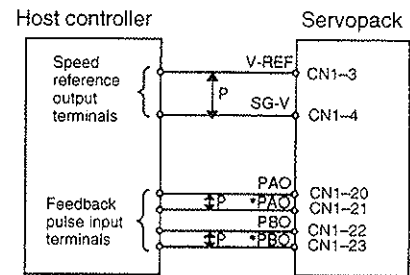 Host controller
Servopack
Speed
reference
output
terminals
V-REF
P
SG-V
CN1–3
CN1–4
Feedback
pulse input
terminals
PAO
P *PAO
PBO
P *PBO
CN1–20
CN1–21
CN1–22
CN1–23